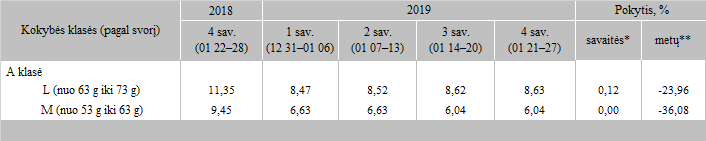 Kokybės klasės (pagal svorį) 2018 2019 Pokytis, %
4 sav. (01 22–28) 1 sav. (12 31–01 06) 2 sav. (01 07–13) 3 sav. (01 14–20) 4 sav. (01 21–27) savaitės* metų**
A klasė
L (nuo 63 g iki 73 g) 11,35 8,47 8,52 8,62 8,63 0,12 -23,96
M (nuo 53 g iki 63 g) 9,45 6,63 6,63 6,04 6,04 0,00 -36,08